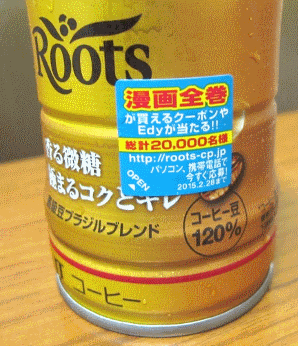 Roots
漫画全巻
が買えるクーポンや
Edyが当たる!!
総計20,000名様
http://roots-cp.jp
パソコン、携帯電話で
今すぐ応募!
2015.2.28まで
OPEN
香る微糖
極まるコクとキレ
ブラジルブレンド
コーヒー豆
120%
コーヒー